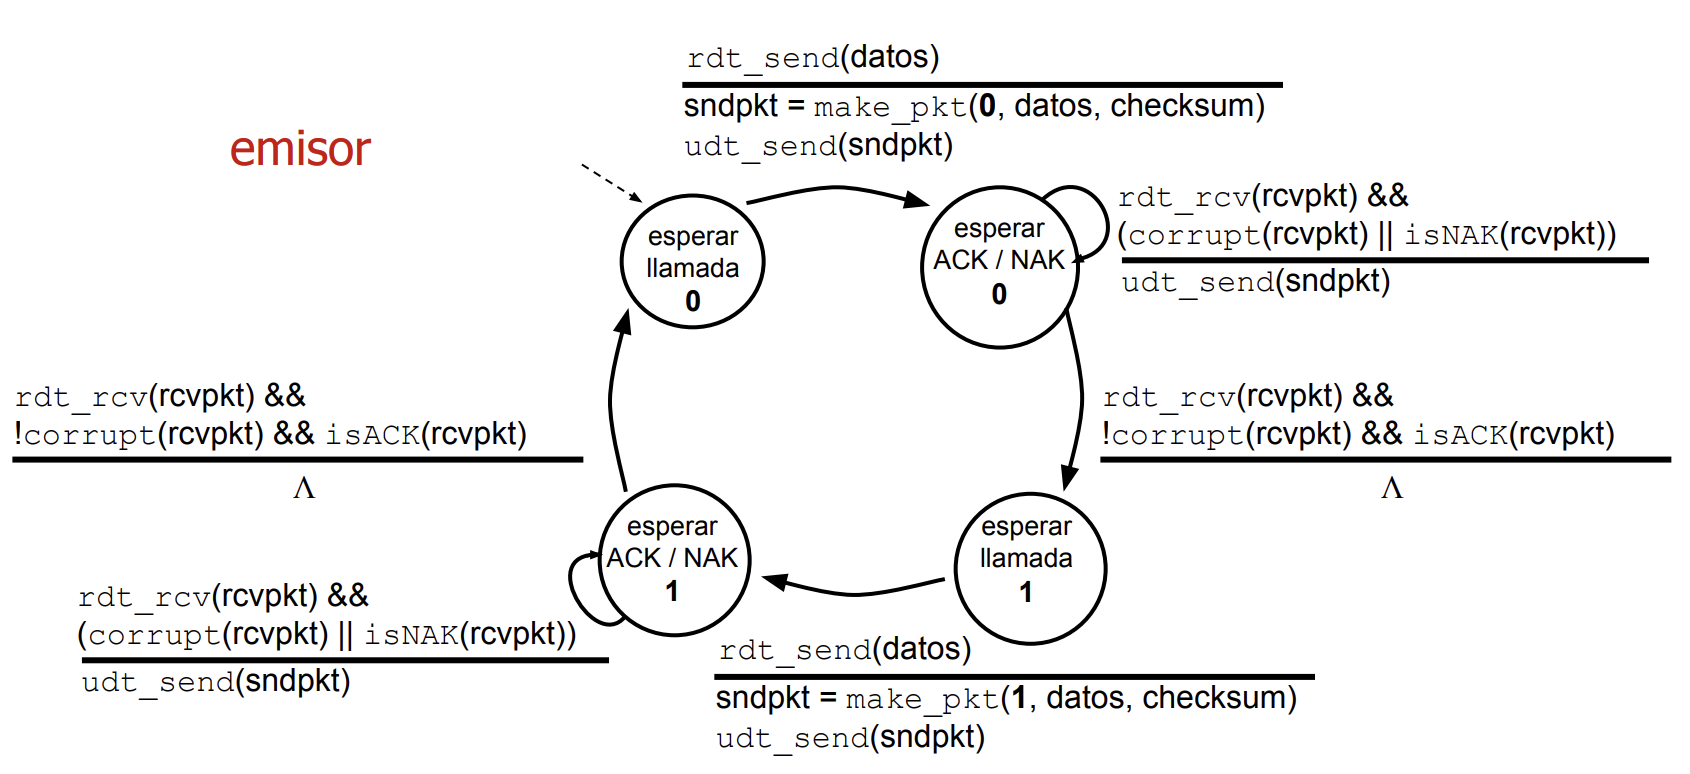 rdt_send(datos)
sndpkt = make_pkt(0, datos, checksum)
udt_send(sndpkt)
emisor
esperar
llamada
0
esperar
ACK / NAK
0
rdt_rcv(rcvpkt) &&
(corrupt(rcvpkt) || isNAK(rcvpkt))
udt_send(sndpkt)
rdt_rcv(rcvpkt) &&
!corrupt(rcvpkt) && isACK(rcvpkt)
Λ
rdt_rcv(rcvpkt) &&
!corrupt(rcvpkt) && isACK(rcvpkt)
Λ
esperar
ACK / NAK
1
esperar
llamada
1
rdt_rcv(rcvpkt) &&
(corrupt(rcvpkt) || isNAK(rcvpkt))
udt_send(sndpkt)
rdt_send(datos)
sndpkt = make_pkt(1, datos, checksum)
udt_send(sndpkt)